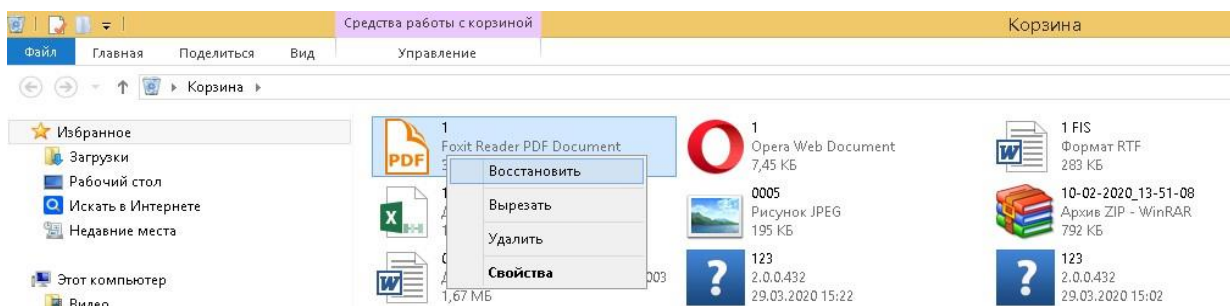 Средства работы с корзиной
Корзина
Файл Главная Поделиться Вид Управление
Корзина
Избранное
Загрузки
Рабочий стол
Искать в Интернете
Недавние места
Этот компьютер
Видео
1
Foxit Reader PDF Document
PDF
Восстановить
Вырезать
Удалить
Свойства
003
1,67 МБ
1
Opera Web Document
7,45 КБ
0005
Рисунок JPEG
195 КБ
123
2.0.0.432
29.03.2020 15:22
1 FIS
Формат RTF
283 КБ
10-02-2020_13-51-08
Архив ZIP - WinRAR
792 КБ
123
2.0.0.432
29.03.2020 15:02